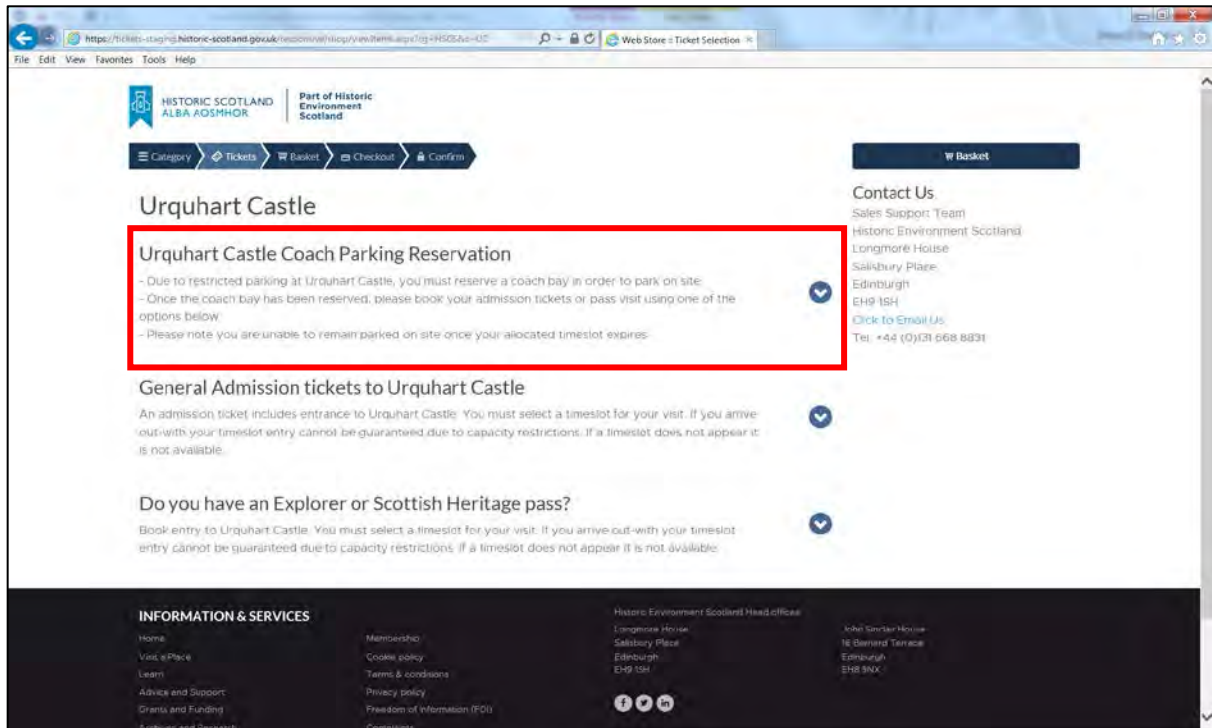 https://tickets-staging.historic-scotland.gov.uk
Web Store :: Ticket Selection
File Edit View Favorites Tools Help
HISTORIC SCOTLAND
ALBA AOSMHOR
Part of Historic
Environment
Scotland
Category Tickets Basket Checkout Confirm
Basket
Urquhart Castle
Urquhart Castle Coach Parking Reservation
- Due to restricted parking at Urquhart Castle, you must reserve a coach bay in order to park on site
- Once the coach bay has been reserved, please book your admission tickets or pass visit using one of the
options below
- Please note you are unable to remain parked on site once your allocated timeslot expires
General Admission tickets to Urquhart Castle
An admission ticket includes entrance to Urquhart Castle. You must select a timeslot for your visit. If you arrive
out-with your timeslot entry cannot be guaranteed due to capacity restrictions. If a timeslot does not appear it
is not available
Do you have an Explorer or Scottish Heritage pass?
Book entry to Urquhart Castle. You must select a timeslot for your visit. If you arrive out-with your timeslot
entry cannot be guaranteed due to capacity restrictions. If a timeslot does not appear it is not available
Contact Us
Sales Support Team
Historic Environment Scotland
Longmore House
Salisbury Place
Edinburgh
EH9 1SH
Click to Email Us
Tel: +44 (0)131 668 8831
INFORMATION & SERVICES
Home
Visit a Place
Learn
Advice and Support
Grants and Funding
Archives and Research
Membership
Cookie policy
Terms & conditions
Privacy policy
Freedom of Information (FOI)
Complaints
Historic Environment Scotland Head offices
Longmore House
Salisbury Place
Edinburgh
EH9 1SH
John Sinclair House
16 Bernard Terrace
Edinburgh
EH8 9NX